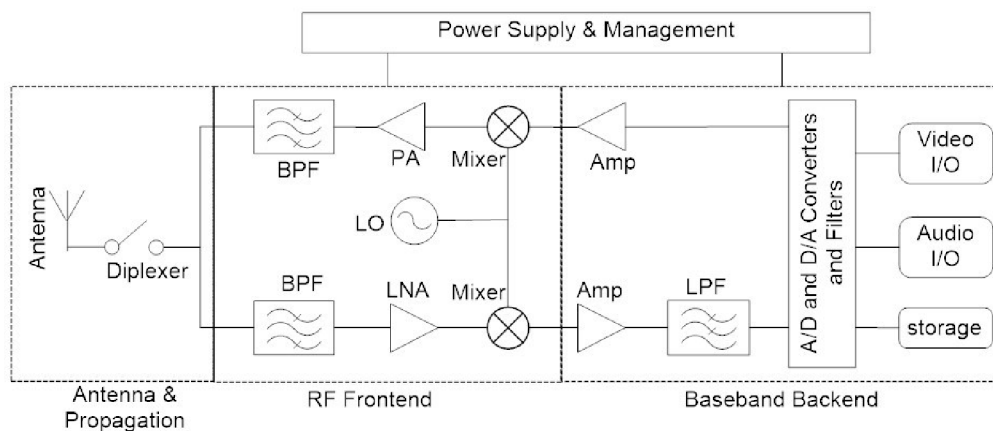 Power Supply & Management
BPF
PA
Mixer
Amp
Video
I/O
Antenna
Diplexer
LO
A/D and D/A Converters
and Filters
Audio
I/O
BPF
LNA
Mixer
Amp
LPF
storage
Antenna &
Propagation
RF Frontend
Baseband Backend